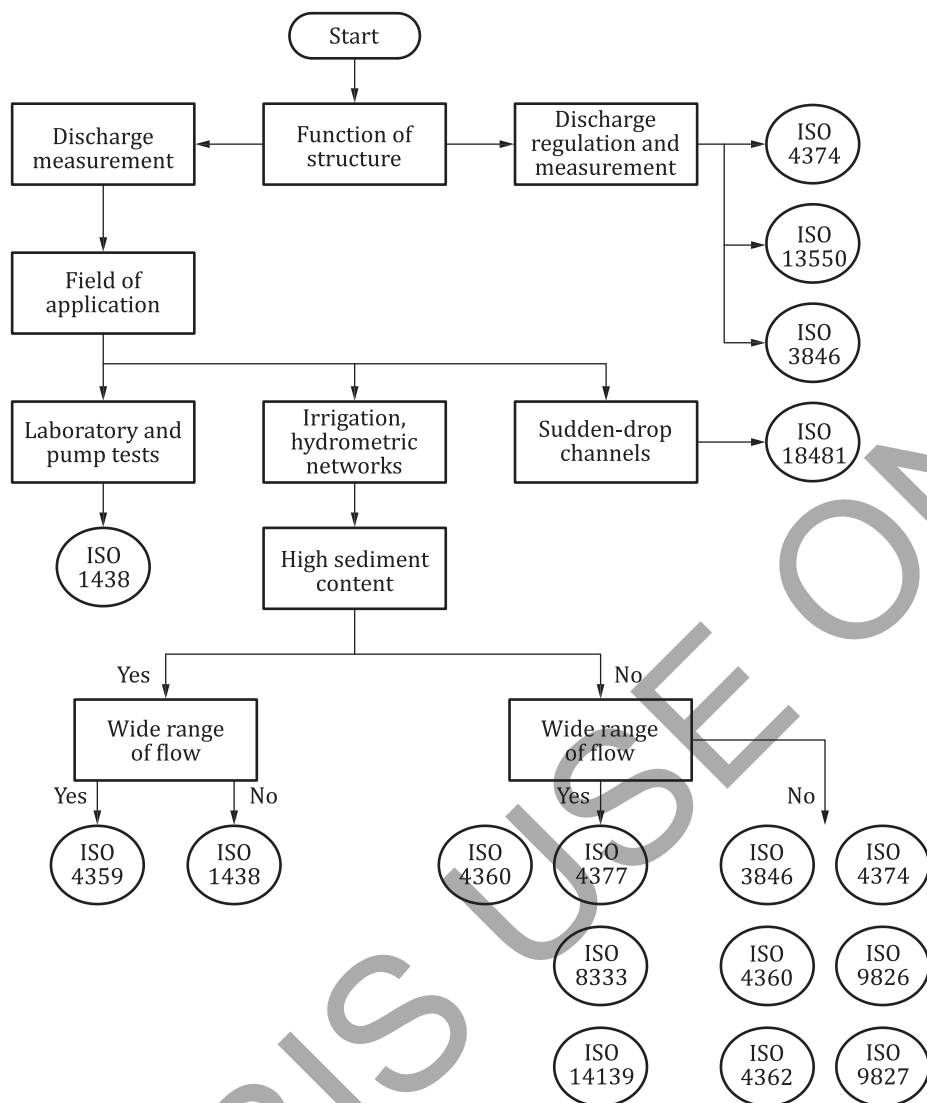 Start
Discharge
measurement
Function of
structure
Discharge
regulation and
measurement
ISO
4374
ISO
13550
ISO
3846
Field of
application
Laboratory and
pump tests
Irrigation,
hydrometric
networks
Sudden-drop
channels
ISO
18481
ISO
1438
High sediment
content
Yes
No
Wide range
of flow
Wide range
of flow
Yes
No
Yes
No
ISO
4359
ISO
1438
ISO
4360
ISO
4377
ISO
3846
ISO
4374
ISO
8333
ISO
4360
ISO
9826
ISO
14139
ISO
4362
ISO
9827